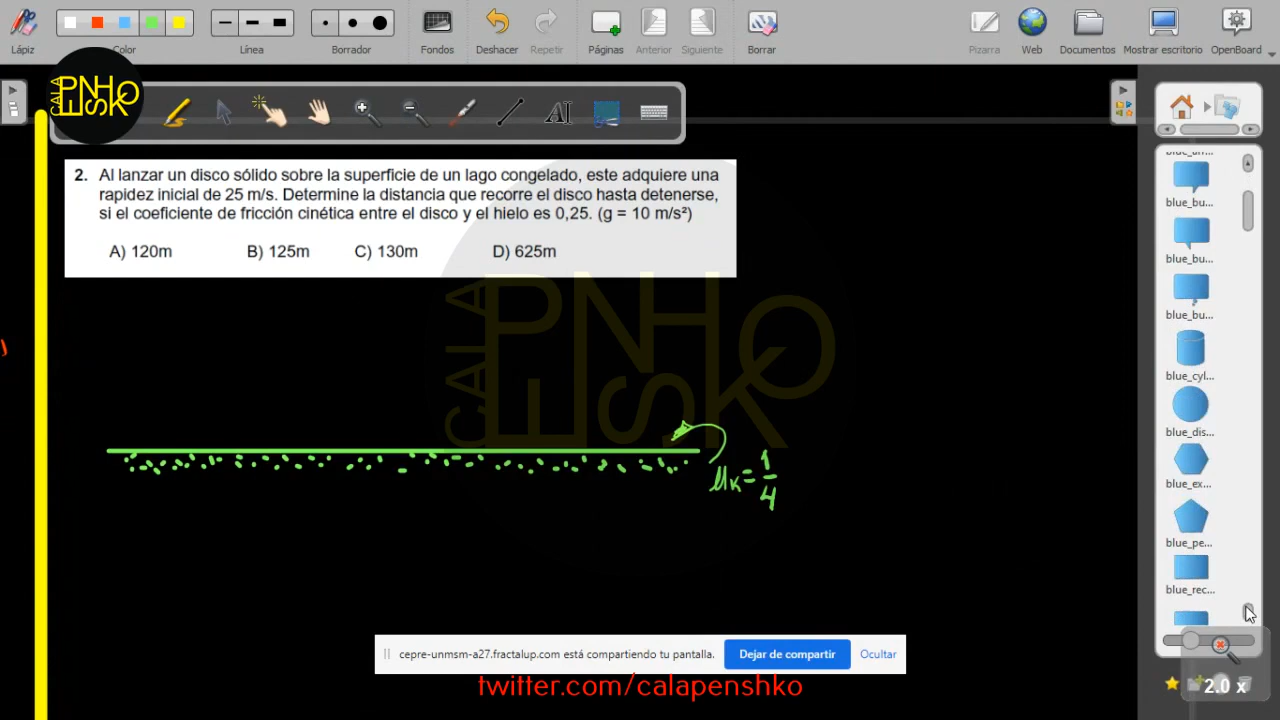 Lápiz
Color
Línea
Borrador
Fondos
Deshacer
Repetir
Páginas
Anterior
Siguiente
Borrar
Pizarra
Web
Documentos
Mostrar escritorio
OpenBoard
CALA
PNHO
ESK
AI
2. Al lanzar un disco sólido sobre la superficie de un lago congelado, este adquiere una
rapidez inicial de 25 m/s. Determine la distancia que recorre el disco hasta detenerse,
si el coeficiente de fricción cinética entre el disco y el hielo es 0,25. (g = 10 m/s²)
A) 120m B) 125m C) 130m D) 625m
CALA
PNHO
ESK
μk = 1/4
blue_bu...
blue_bu...
blue_bu...
blue_cyl...
blue_dis...
blue_ex...
blue_pe...
blue_rec...
cepre-unmsm-a27.fractalup.com está compartiendo tu pantalla.
Dejar de compartir
Ocultar
twitter.com/calapenshko
2.0 x